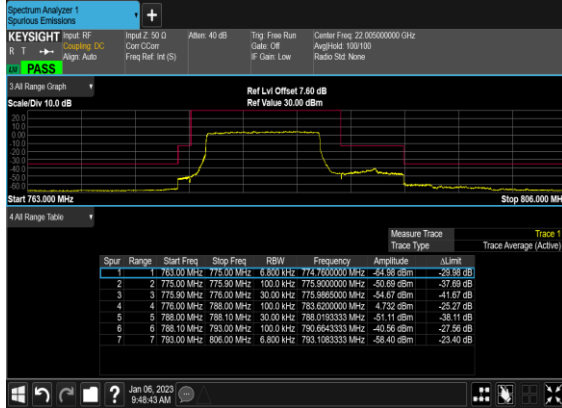 Spectrum Analyzer 1
Spurious Emissions
KEYSIGHT Input: RF Input Z: 50 Ω Atten: 40 dB Trig: Free Run Center Freq: 22.005000000 GHz
R T Coupling: DC Corr CCorr Gate: Off Avg|Hold: 100/100
Align: Auto Freq Ref: Int (S) IF Gain: Low Radio Std: None
PASS
3 All Range Graph
Scale/Div 10.0 dB Ref Lvl Offset 7.60 dB
Ref Value 30.00 dBm
20.0
10.0
0.00
-10.0
-20.0
-30.0
-40.0
-50.0
-60.0
Start 763.000 MHz Stop 806.000 MH
4 All Range Table
Measure Trace Trace 1
Trace Type Trace Average (Active)
Spur Range Start Freq Stop Freq RBW Frequency Amplitude ΔLimit
1 1 763.00 MHz 775.00 MHz 6.800 kHz 774.7600000 MHz -64.98 dBm -29.98 dB
2 2 775.00 MHz 775.90 MHz 100.0 kHz 775.9000000 MHz -50.69 dBm -37.69 dB
3 3 775.90 MHz 776.00 MHz 30.00 kHz 775.9865000 MHz -54.67 dBm -41.67 dB
4 4 776.00 MHz 788.00 MHz 100.0 kHz 783.6200000 MHz 4.732 dBm -25.27 dB
5 5 788.00 MHz 788.10 MHz 30.00 kHz 788.0193333 MHz -51.11 dBm -38.11 dB
6 6 788.10 MHz 793.00 MHz 100.0 kHz 790.6643333 MHz -40.56 dBm -27.56 dB
7 7 793.00 MHz 806.00 MHz 6.800 kHz 793.1083333 MHz -58.40 dBm -23.40 dB
Jan 06, 2023
9:48:43 AM